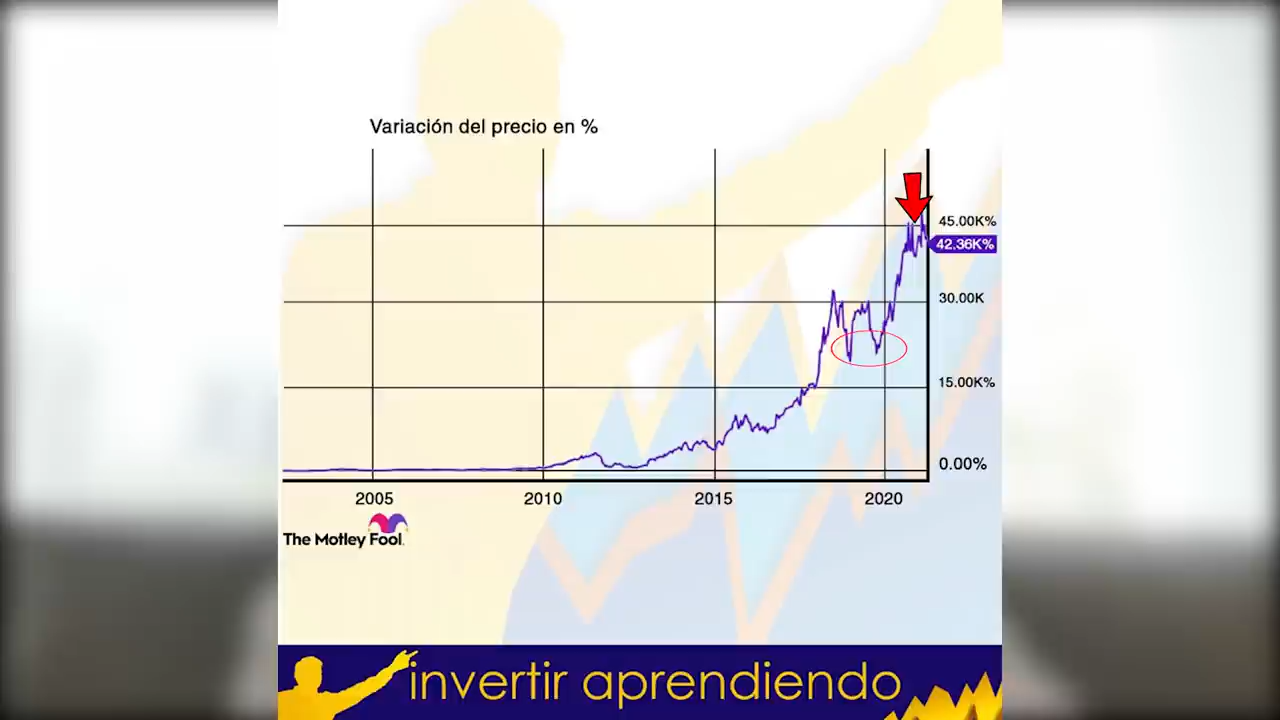 Variación del precio en %
45.00K%
42.36K%
30.00K
15.00K%
0.00%
2005 2010 2015 2020
The Motley Fool.
invertir aprendiendo